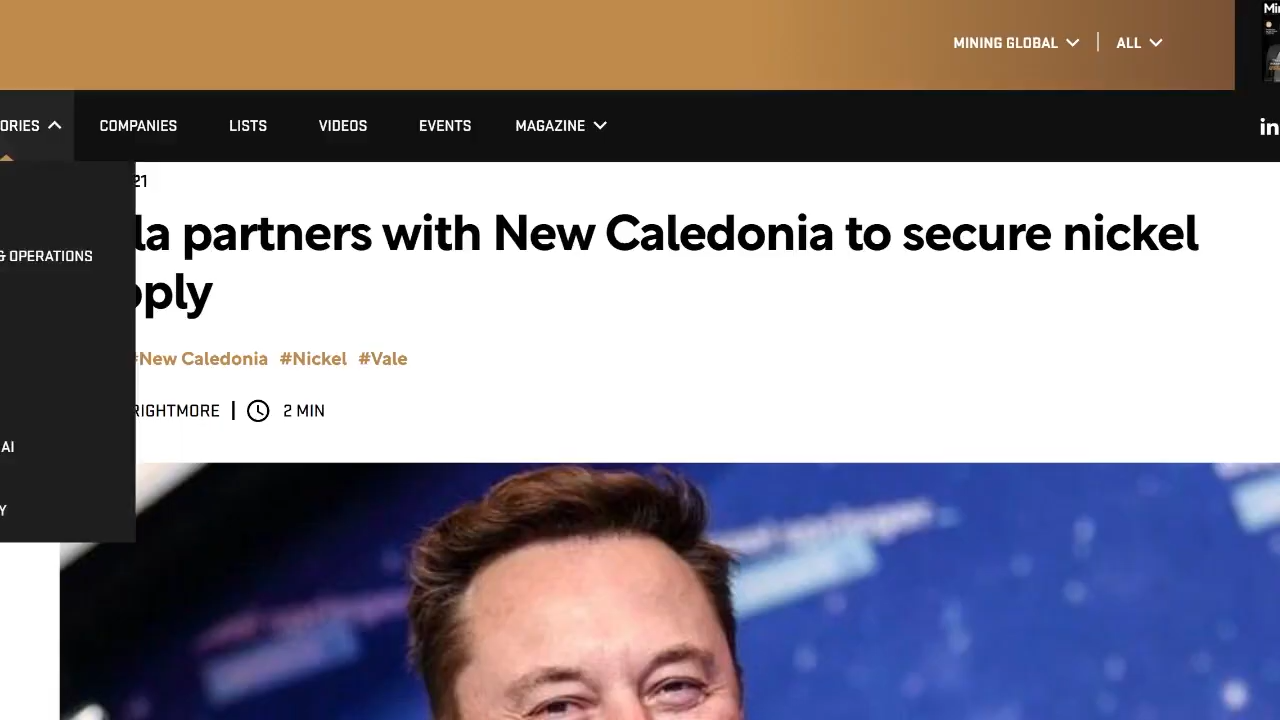 MINING GLOBAL
ALL
ORIES
COMPANIES
LISTS
VIDEOS
EVENTS
MAGAZINE
in
21
& OPERATIONS
la partners with New Caledonia to secure nickel
pply
#New Caledonia #Nickel #Vale
RIGHTMORE | 2 MIN
AI
Y